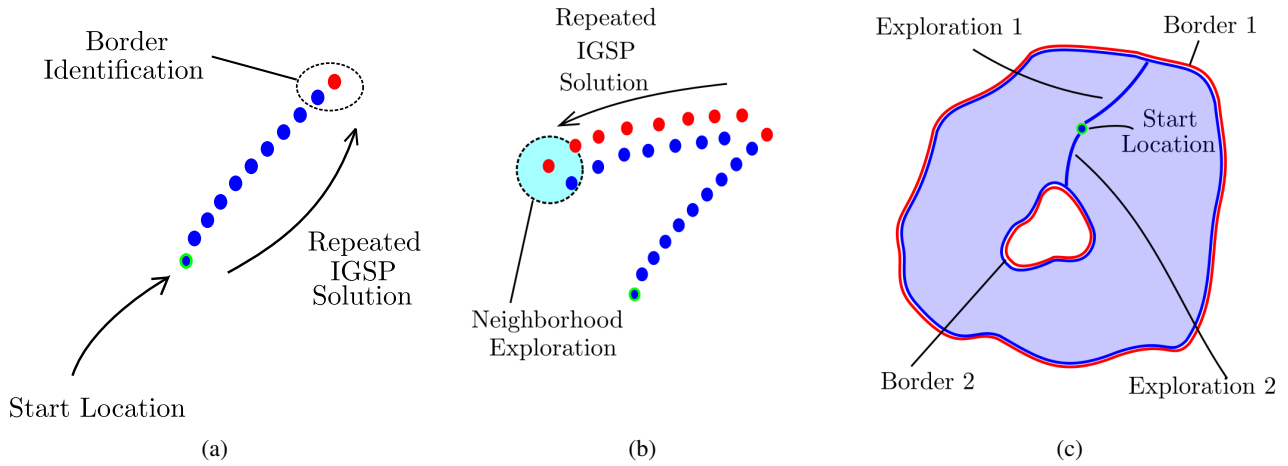 Border
Identification
Repeated
IGSP
Solution
Start Location
(a)
Repeated
IGSP
Solution
Neighborhood
Exploration
(b)
Exploration 1
Border 1
Start
Location
Border 2
Exploration 2
(c)